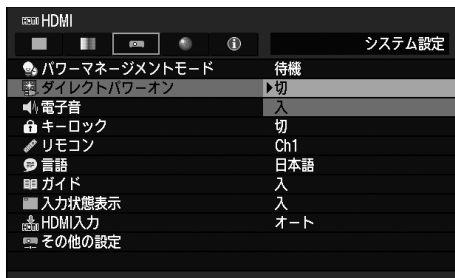 HDMI HDMI
システム設定
パワーマネージメントモード 待機
ダイレクトパワーオン 切
電子音 入
キーロック 切
リモコン Ch1
言語 日本語
ガイド 入
入力状態表示 入
HDMI入力 オート
その他の設定